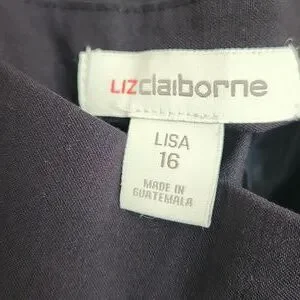 LIZclaiborne
LISA
16
MADE IN
GUATEMALA